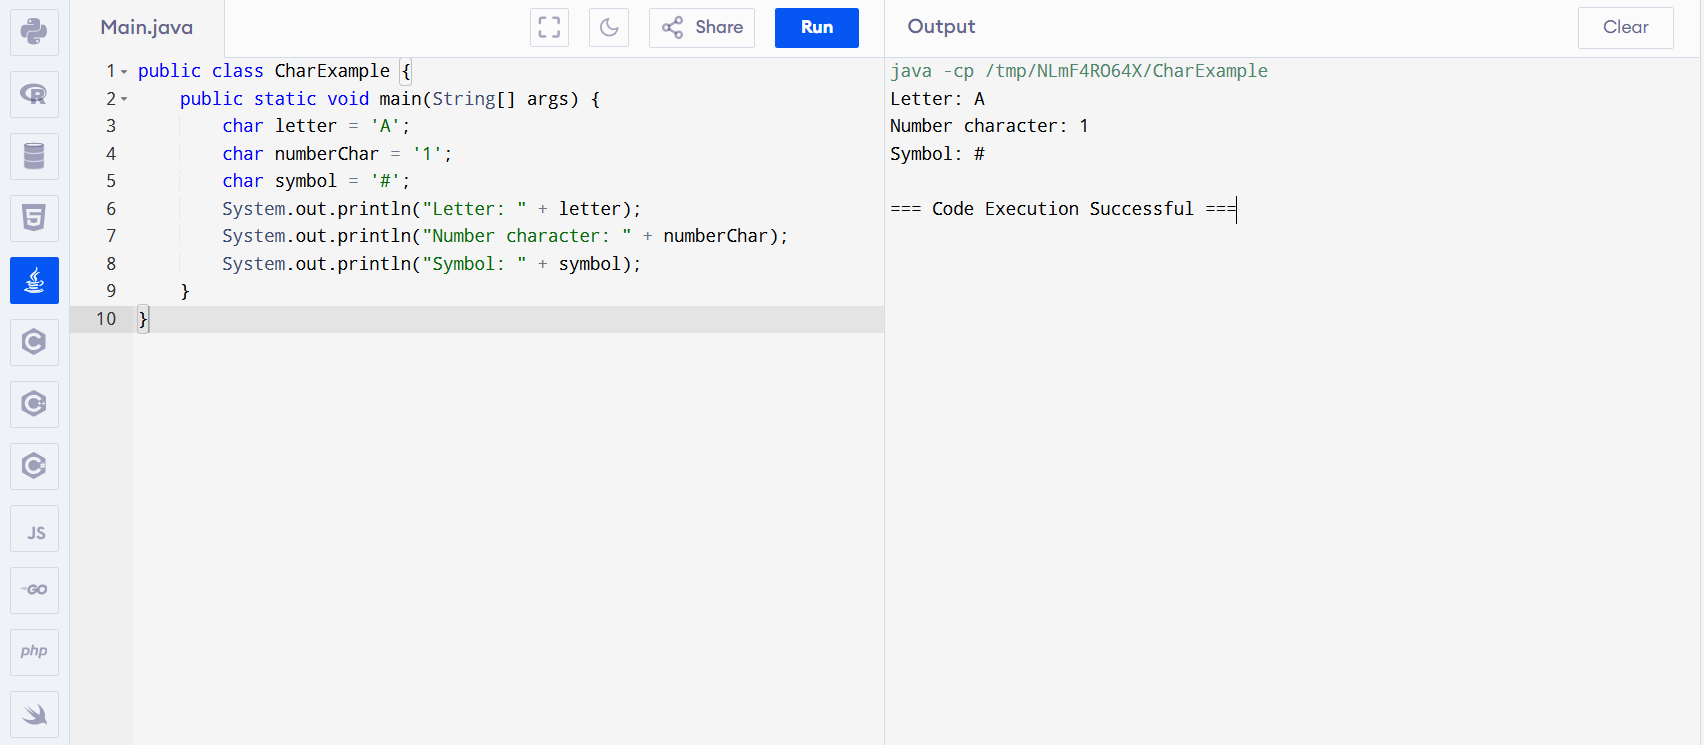 Main.java
Share
Run
Output
Clear
1 public class CharExample {
2     public static void main(String[] args) {
3         char letter = 'A';
4         char numberChar = '1';
5         char symbol = '#';
6         System.out.println("Letter: " + letter);
7         System.out.println("Number character: " + numberChar);
8         System.out.println("Symbol: " + symbol);
9     }
10 }
java -cp /tmp/NLmF4RO64X/CharExample
Letter: A
Number character: 1
Symbol: #
=== Code Execution Successful ===
R
5
C
C
C
JS
GO
php